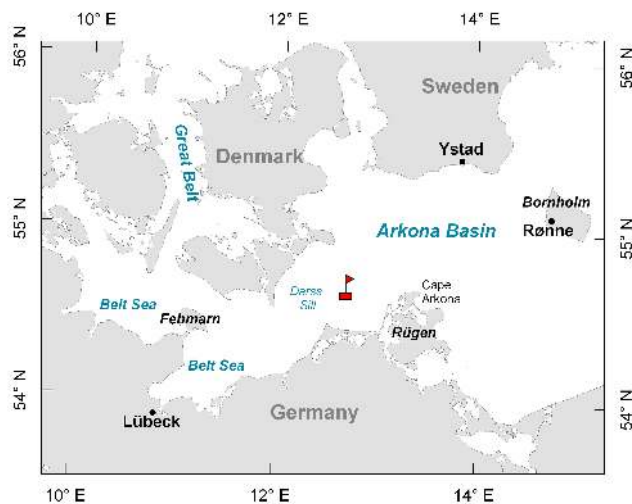 10° E
12° E
14° E
56° N
56° N
Sweden
Great Belt
Denmark
Ystad
Bornholm
Rønne
55° N
55° N
Arkona Basin
Darss
Sill
Cape
Arkona
Belt Sea
Fehmarn
Rügen
Belt Sea
54° N
54° N
Lübeck
Germany
10° E
12° E
14° E